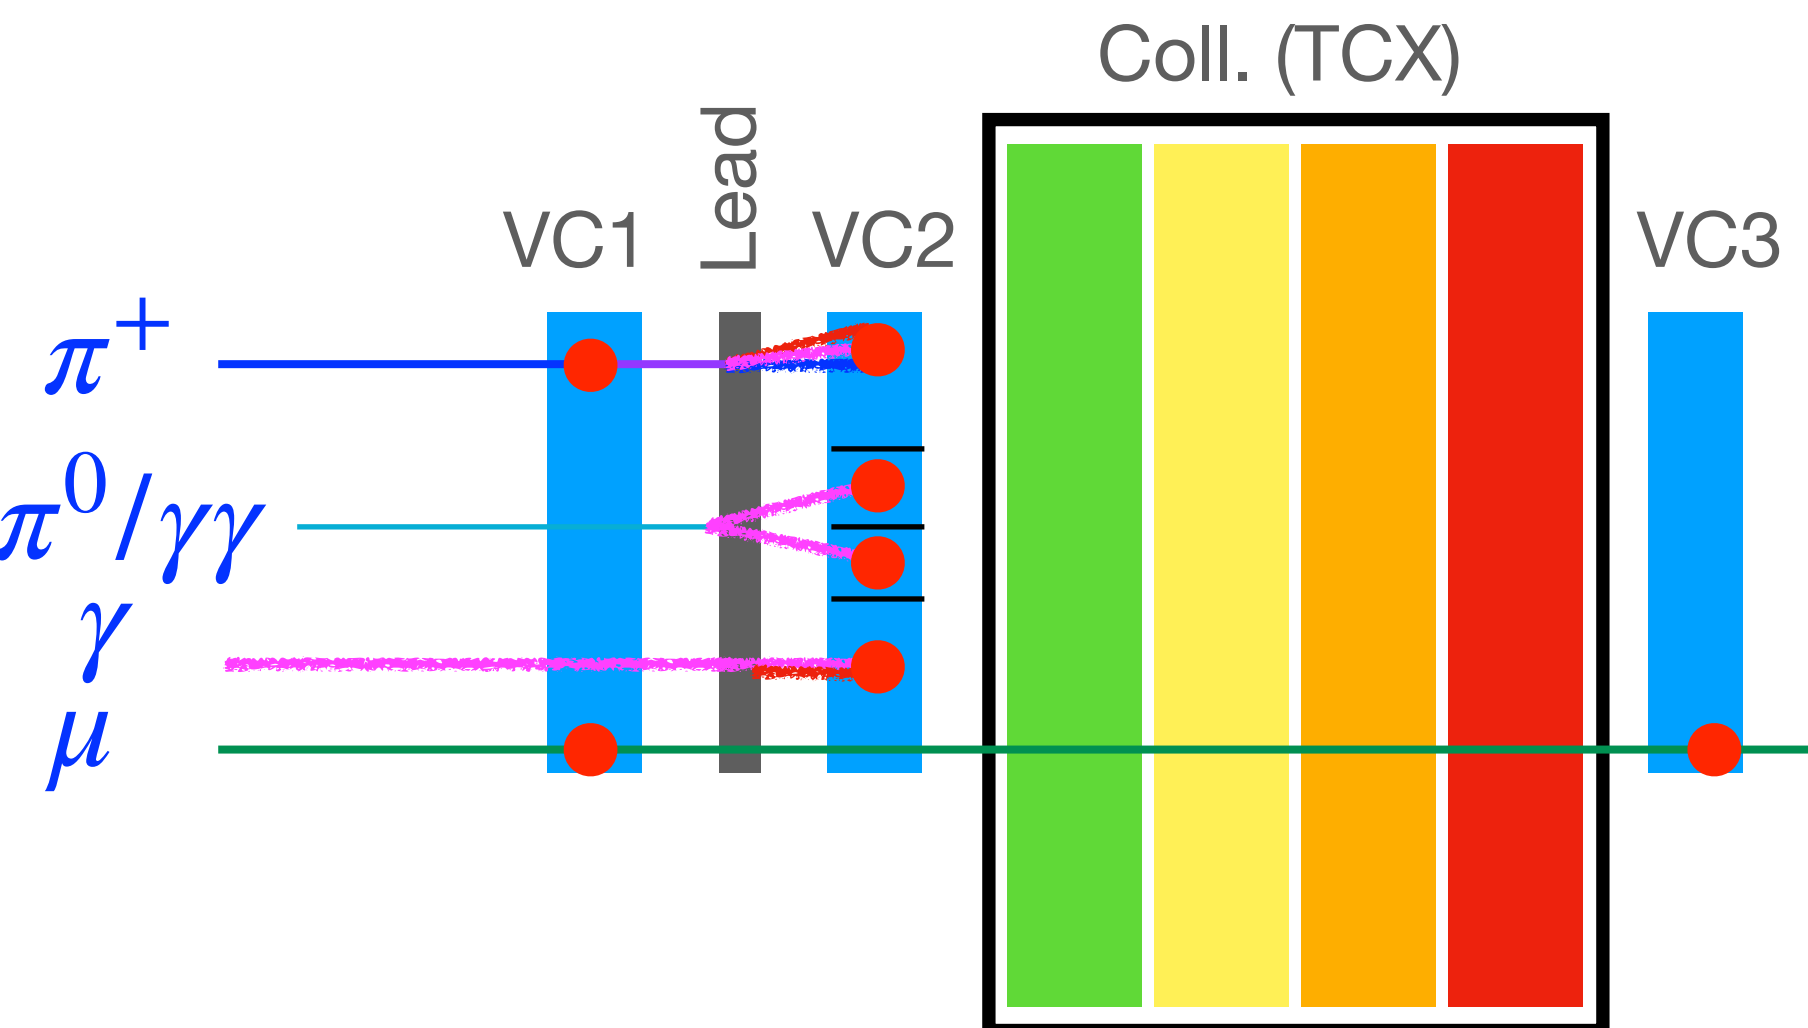 Coll. (TCX)
Lead
VC1
VC2
VC3
π⁺
π⁰/γγ
γ
μ